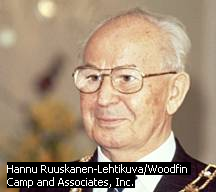 Hannu Ruuskanen-Lehtikuva/Woodfin
Camp and Associates, Inc.